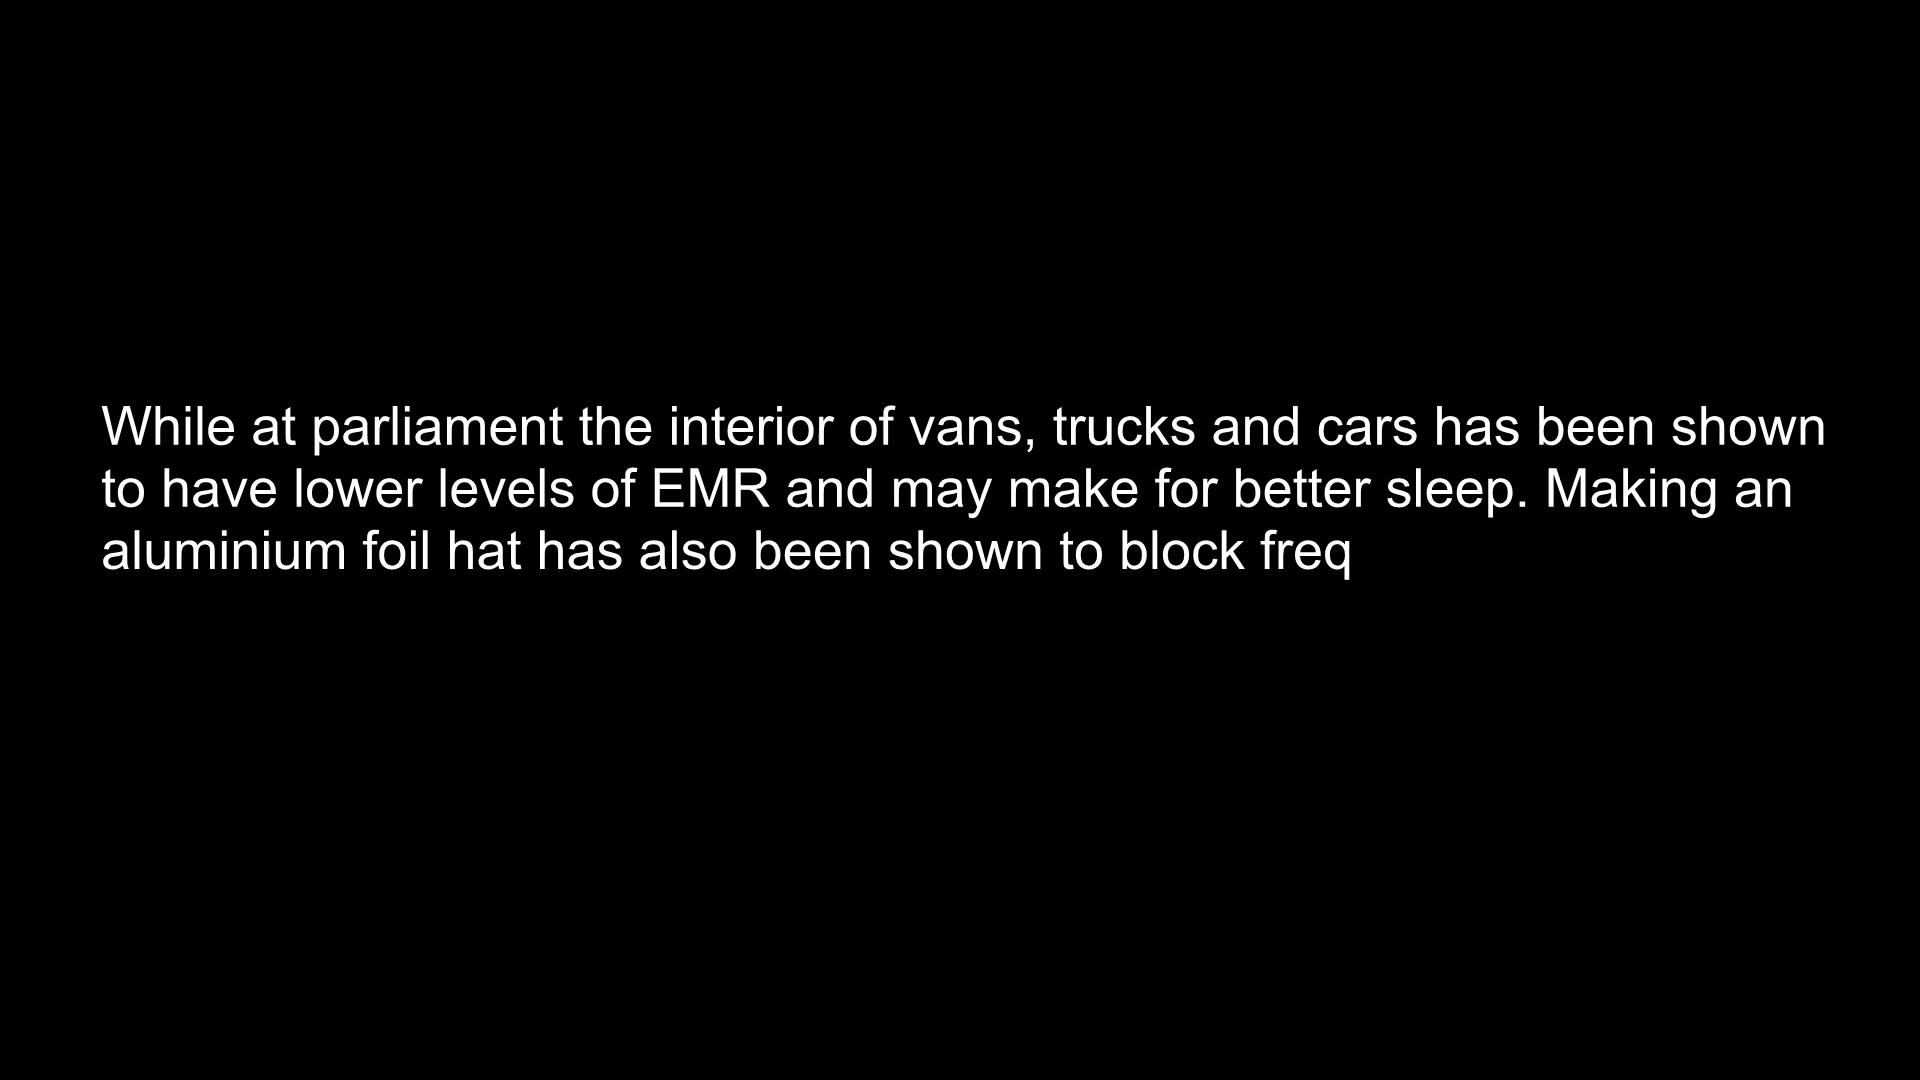 While at parliament the interior of vans, trucks and cars has been shown
to have lower levels of EMR and may make for better sleep. Making an
aluminium foil hat has also been shown to block freq